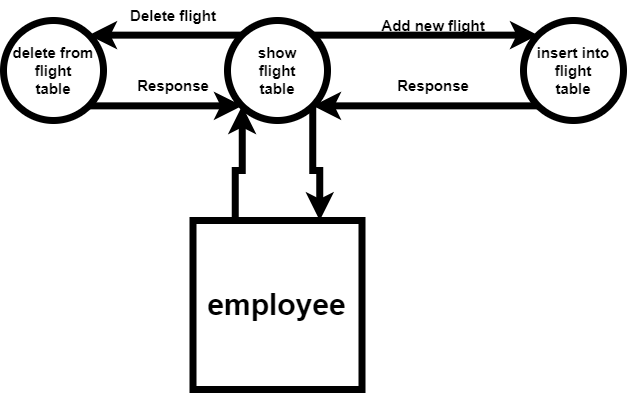 Delete flight
Add new flight
delete from
flight
table
show
flight
table
insert into
flight
table
Response
Response
employee